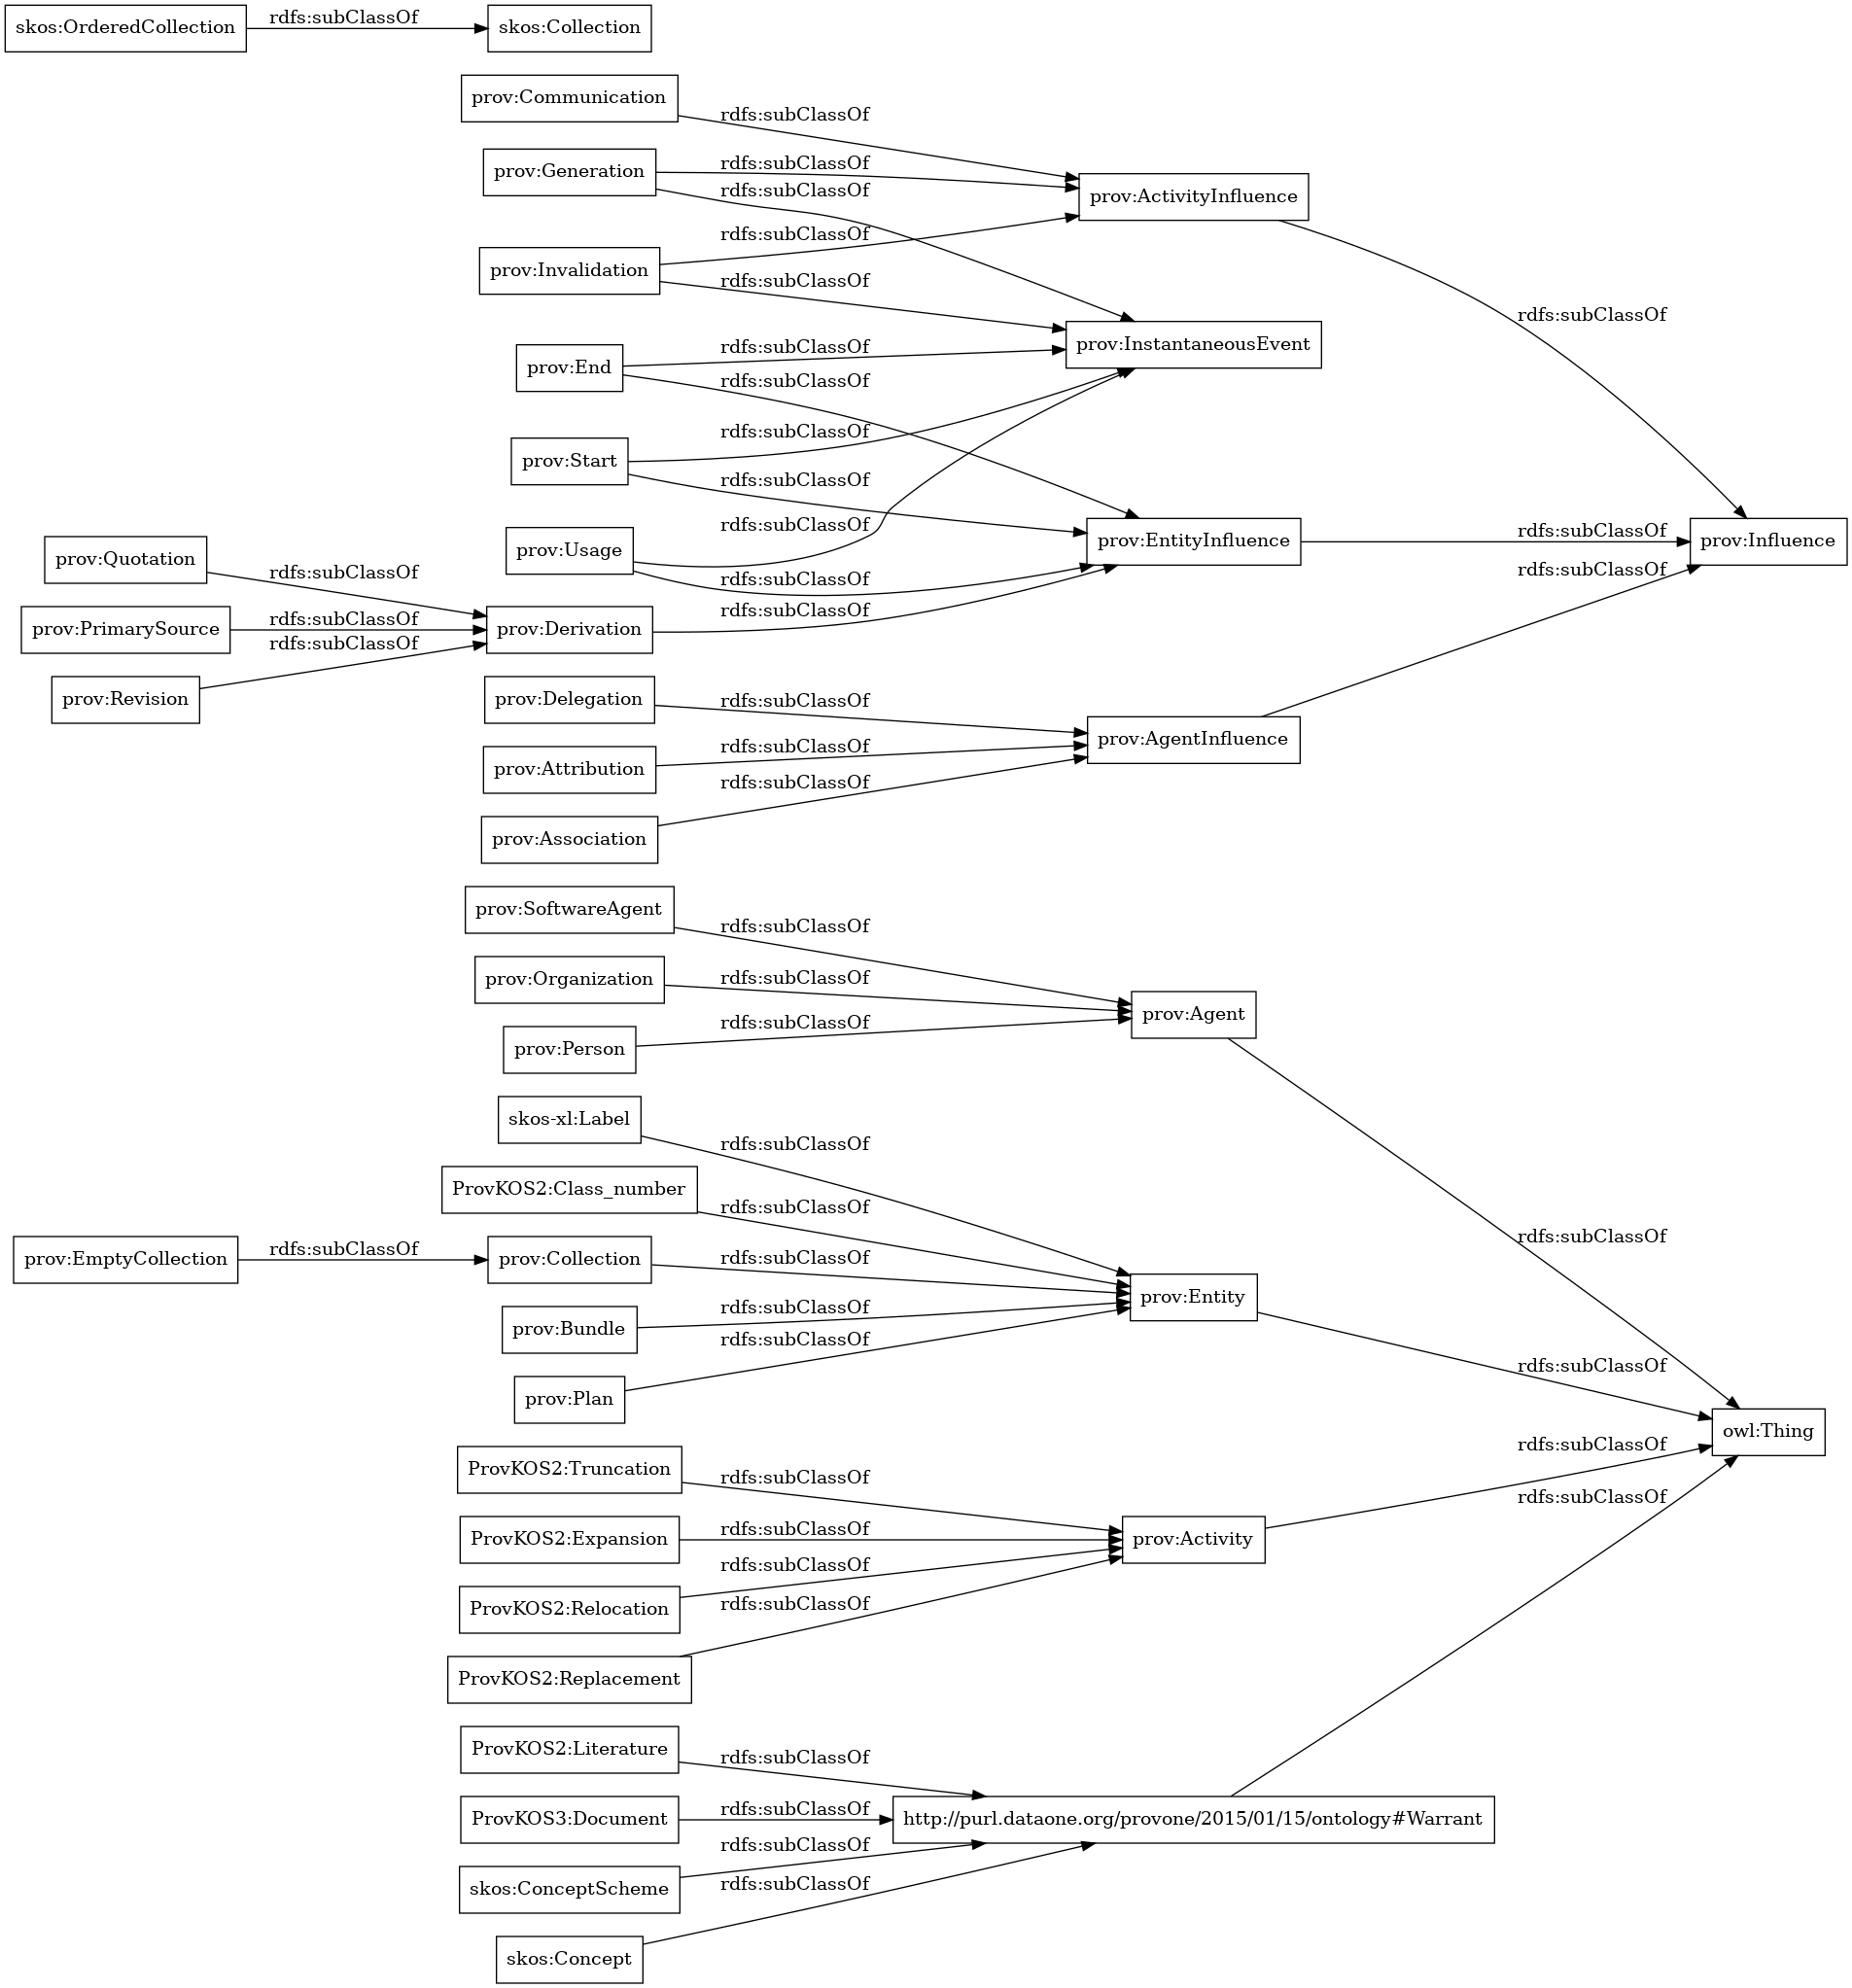 skos:OrderedCollection
rdfs:subClassOf
skos:Collection
prov:Communication
rdfs:subClassOf
prov:Generation
rdfs:subClassOf
rdfs:subClassOf
prov:ActivityInfluence
rdfs:subClassOf
prov:Invalidation
rdfs:subClassOf
rdfs:subClassOf
prov:InstantaneousEvent
prov:End
rdfs:subClassOf
rdfs:subClassOf
prov:Start
rdfs:subClassOf
rdfs:subClassOf
prov:Usage
rdfs:subClassOf
rdfs:subClassOf
prov:EntityInfluence
rdfs:subClassOf
prov:Influence
prov:Quotation
rdfs:subClassOf
prov:PrimarySource
rdfs:subClassOf
prov:Revision
rdfs:subClassOf
prov:Derivation
rdfs:subClassOf
prov:Delegation
rdfs:subClassOf
prov:Attribution
rdfs:subClassOf
prov:Association
rdfs:subClassOf
prov:AgentInfluence
rdfs:subClassOf
prov:SoftwareAgent
rdfs:subClassOf
prov:Organization
rdfs:subClassOf
prov:Person
rdfs:subClassOf
prov:Agent
rdfs:subClassOf
skos-xl:Label
rdfs:subClassOf
ProvKOS2:Class_number
rdfs:subClassOf
prov:EmptyCollection
rdfs:subClassOf
prov:Collection
rdfs:subClassOf
prov:Bundle
rdfs:subClassOf
prov:Plan
rdfs:subClassOf
prov:Entity
rdfs:subClassOf
owl:Thing
ProvKOS2:Truncation
rdfs:subClassOf
ProvKOS2:Expansion
rdfs:subClassOf
ProvKOS2:Relocation
rdfs:subClassOf
ProvKOS2:Replacement
rdfs:subClassOf
prov:Activity
rdfs:subClassOf
ProvKOS2:Literature
rdfs:subClassOf
ProvKOS3:Document
rdfs:subClassOf
skos:ConceptScheme
rdfs:subClassOf
skos:Concept
rdfs:subClassOf
http://purl.dataone.org/provone/2015/01/15/ontology#Warrant
rdfs:subClassOf